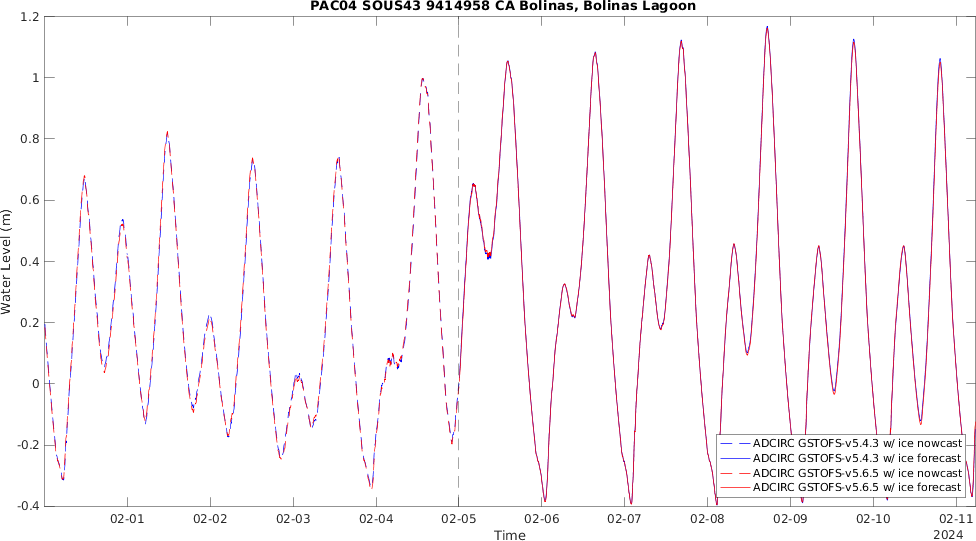 PAC04 SOUS43 9414958 CA Bolinas, Bolinas Lagoon
1.2
1
0.8
0.6
0.4
0.2
0
-0.2
-0.4
Water Level (m)
ADCIRC GSTOFS-v5.4.3 w/ ice nowcast
ADCIRC GSTOFS-v5.4.3 w/ ice forecast
ADCIRC GSTOFS-v5.6.5 w/ ice nowcast
ADCIRC GSTOFS-v5.6.5 w/ ice forecast
02-01 02-02 02-03 02-04 02-05 02-06 02-07 02-08 02-09 02-10 02-11
Time 2024